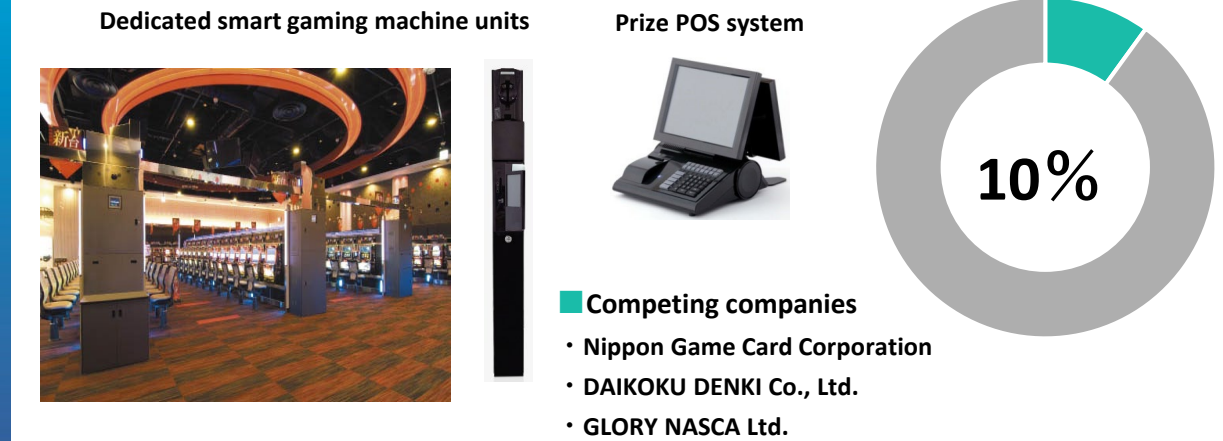 Dedicated smart gaming machine units
Prize POS system
10%
■Competing companies
・Nippon Game Card Corporation
・DAIKOKU DENKI Co., Ltd.
・GLORY NASCA Ltd.